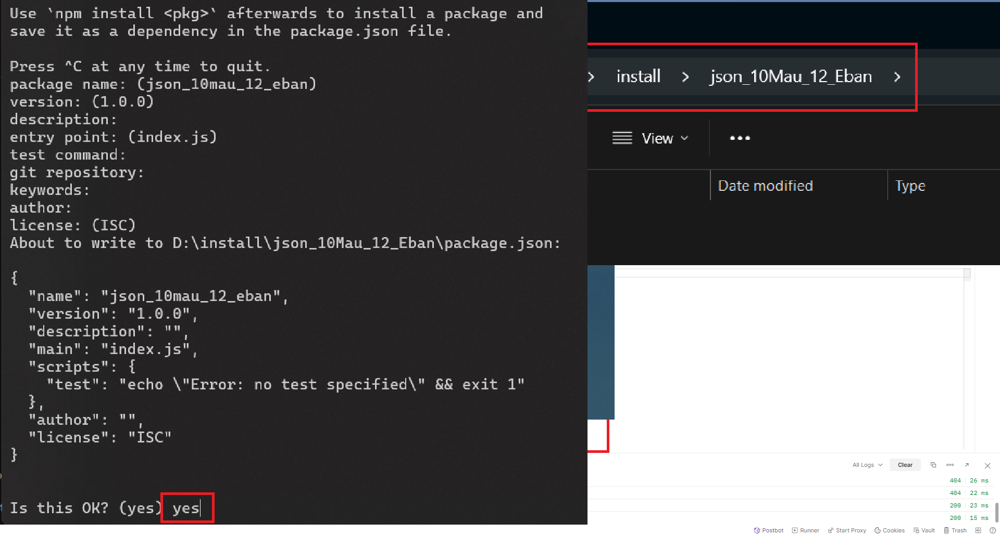 Use `npm install <pkg>` afterwards to install a package and
save it as a dependency in the package.json file.
Press ^C at any time to quit.
package name: (json_10mau_12_eban)
version: (1.0.0)
description:
entry point: (index.js)
test command:
git repository:
keywords:
author:
license: (ISC)
About to write to D:\install\json_10Mau_12_Eban\package.json:
{
"name": "json_10mau_12_eban",
"version": "1.0.0",
"description": "",
"main": "index.js",
"scripts": {
"test": "echo \"Error: no test specified\" && exit 1"
},
"author": "",
"license": "ISC"
}
Is this OK? (yes) yes
> install > json_10Mau_12_Eban >
View
Date modified Type
All Logs Clear
404 26 ms
404 22 ms
200 23 ms
200 15 ms
Postbot Runner Start Proxy Cookies Vault Trash